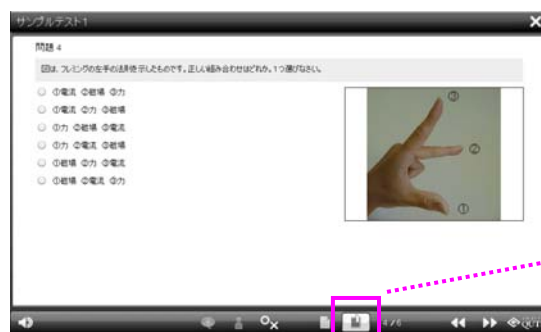 サンプルテスト1
問題 4
図は、フレミングの左手の法則を示したものです。正しい組み合わせはどれか。1つ選びなさい。
①電流 ②磁場 ③力
①電流 ②力 ③磁場
①力 ②磁場 ③電流
①力 ②電流 ③磁場
①磁場 ②力 ③電流
①磁場 ②電流 ③力
③
②
①
4/6
QUIT